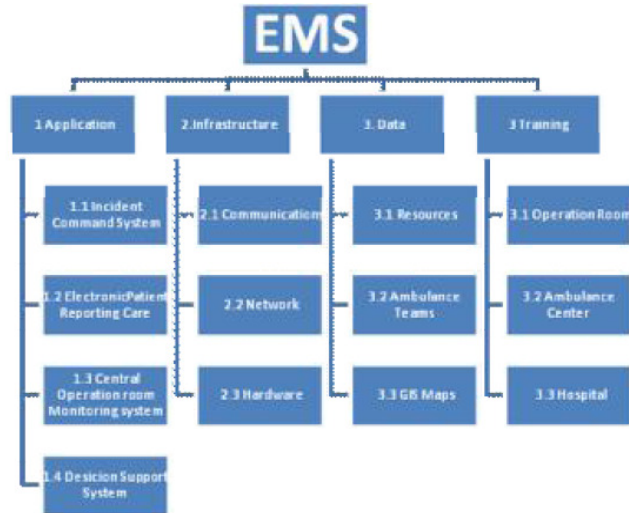 EMS
1 Application
2.Infrastructure
3. Data
3 Training
1.1 Incident
Command System
2.1 Communication
3.1 Resources
3.1 Operation Room
1.2 ElectronicPatient
Reporting Care
2.2 Network
3.2 Ambulance
Teams
3.2 Ambulance
Center
1.3 Central
Operation room
Monitoring system
2.3 Hardware
3.3 GIS Maps
3.3 Hospital
1.4 Desicion Support
System